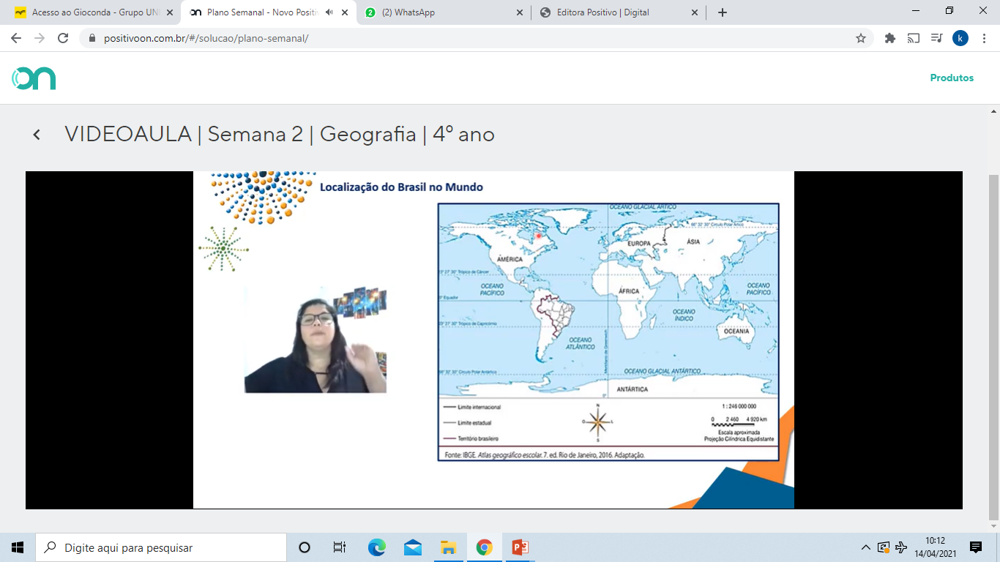 Acesso ao Gioconda - Grupo UN
Plano Semanal - Novo Positi
(2) WhatsApp
Editora Positivo | Digital
positivoon.com.br/#/solucao/plano-semanal/
k
on
Produtos
VIDEOAULA | Semana 2 | Geografia | 4º ano
Localização do Brasil no Mundo
OCEANO GLACIAL ÁRTICO
66° 32' 30" Círculo Polar Ártico
EUROPA
ÁSIA
AMÉRICA
23° 27' 30" Trópico de Câncer
OCEANO
PACÍFICO
ÁFRICA
OCEANO
PACÍFICO
0° Equador
OCEANO
ÍNDICO
23° 27' 30" Trópico de Capricórnio
OCEANIA
OCEANO
ATLÂNTICO
Meridiano de Greenwich
OCEANO GLACIAL ANTÁRTICO
66° 32' 30" Círculo Polar Antártico
ANTÁRTICA
0°
Limite internacional
Limite estadual
Território brasileiro
N
O
L
S
1 : 246 000 000
0 2 460 4 920 km
Escala aproximada
Projeção Cilíndrica Equidistante
Fonte: IBGE. Atlas geográfico escolar. 7. ed. Rio de Janeiro, 2016. Adaptação.
Digite aqui para pesquisar
10:12
14/04/2021